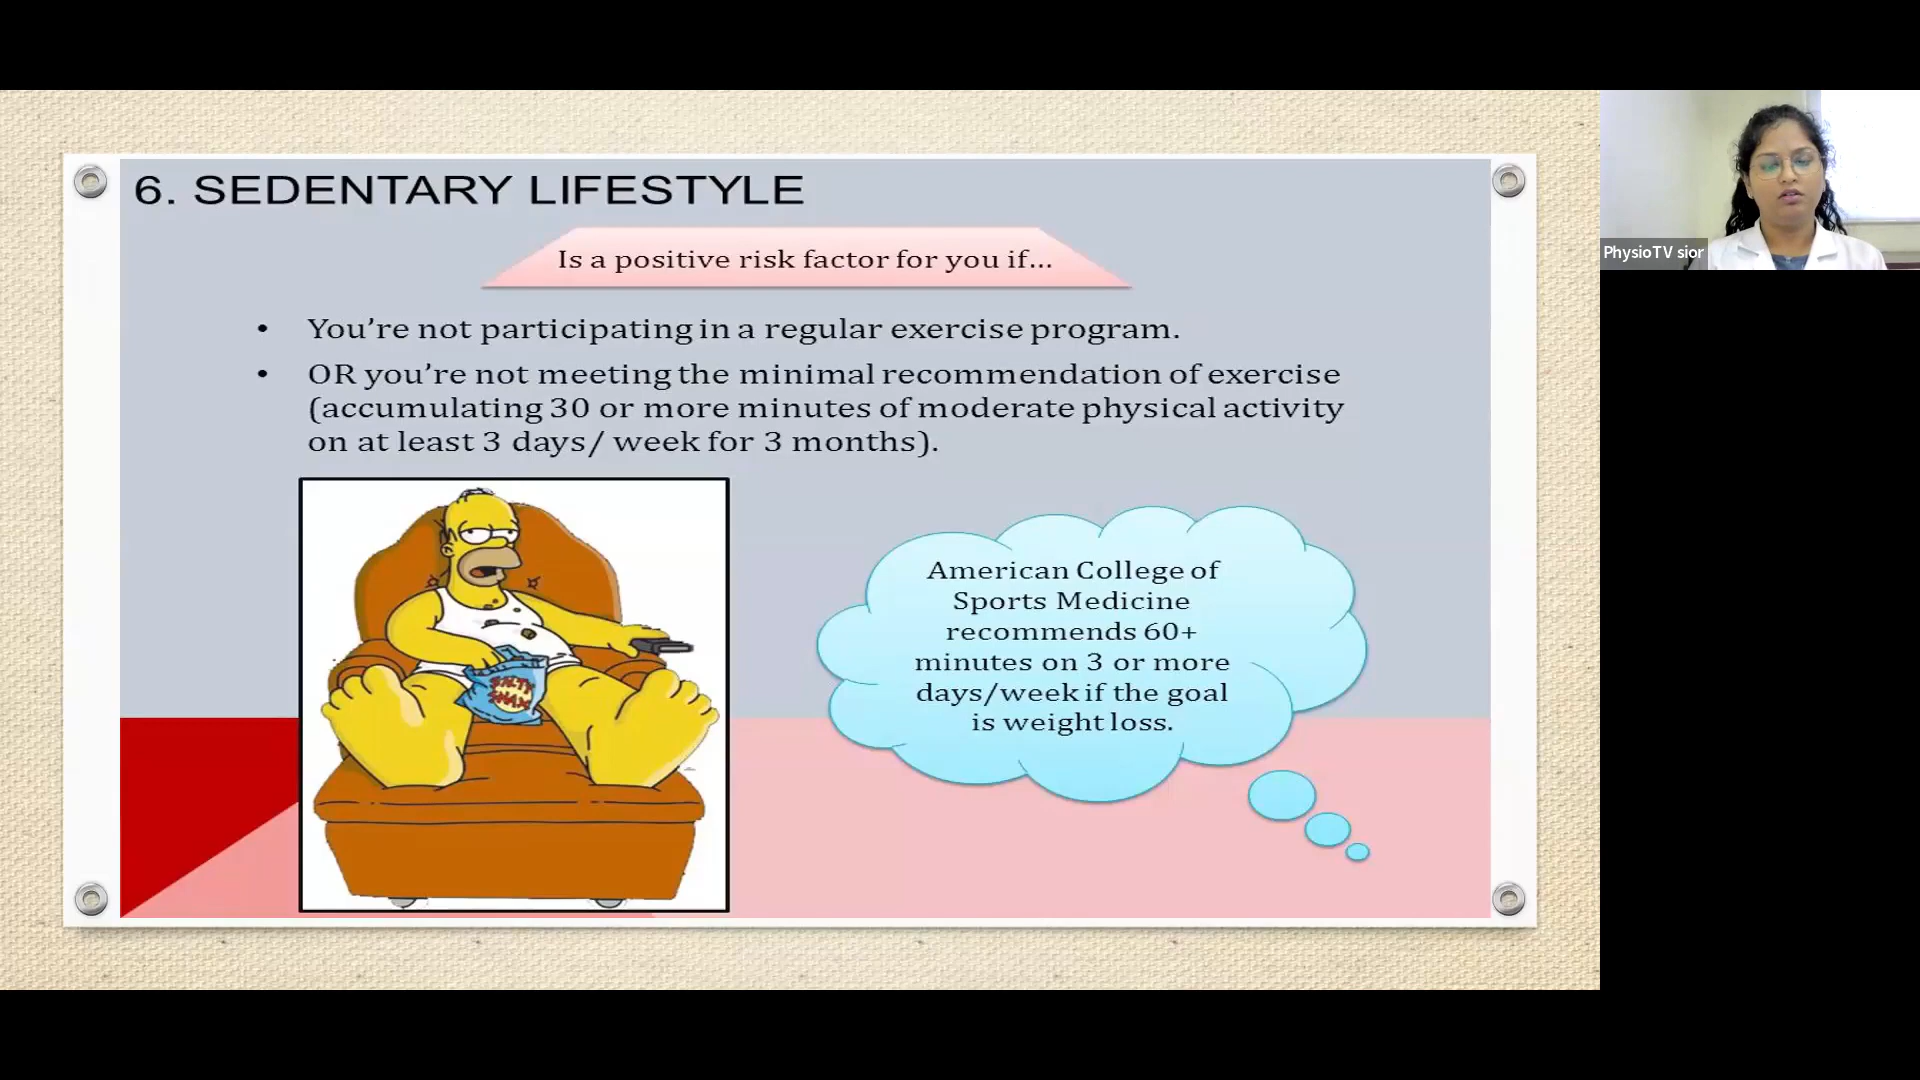 6. SEDENTARY LIFESTYLE
Is a positive risk factor for you if...
• You’re not participating in a regular exercise program.
• OR you’re not meeting the minimal recommendation of exercise
(accumulating 30 or more minutes of moderate physical activity
on at least 3 days/ week for 3 months).
SALTY
SNAX
American College of
Sports Medicine
recommends 60+
minutes on 3 or more
days/week if the goal
is weight loss.
PhysioTV sior